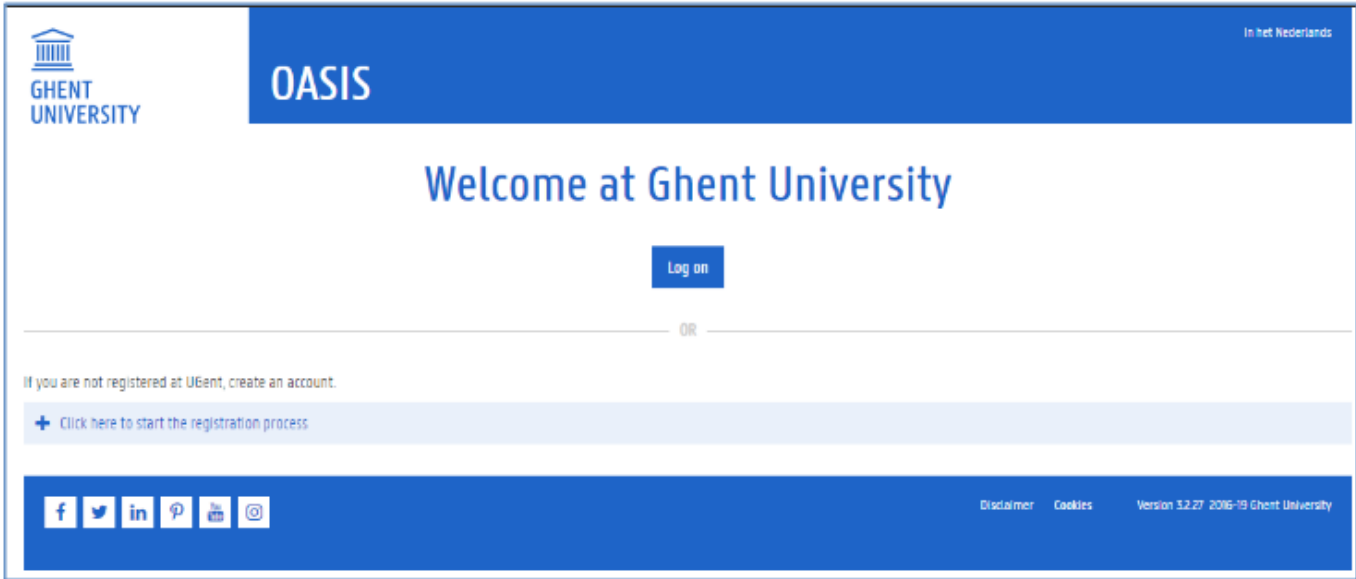 In het Nederlands
GHENT
UNIVERSITY
OASIS
Welcome at Ghent University
Log on
OR
If you are not registered at UGent, create an account.
Click here to start the registration process
Disclaimer Cookies Version 3.2.27 2016-19 Ghent University